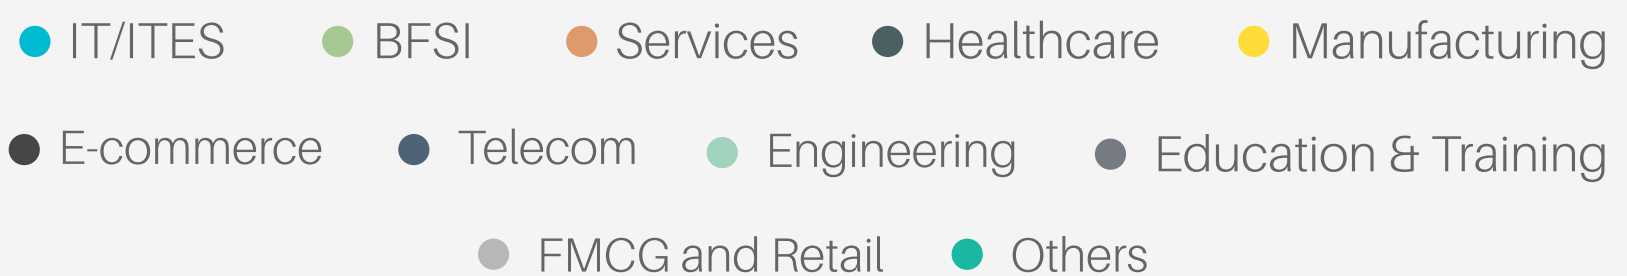 IT/ITES BFSI Services Healthcare Manufacturing
E-commerce Telecom Engineering Education & Training
FMCG and Retail Others